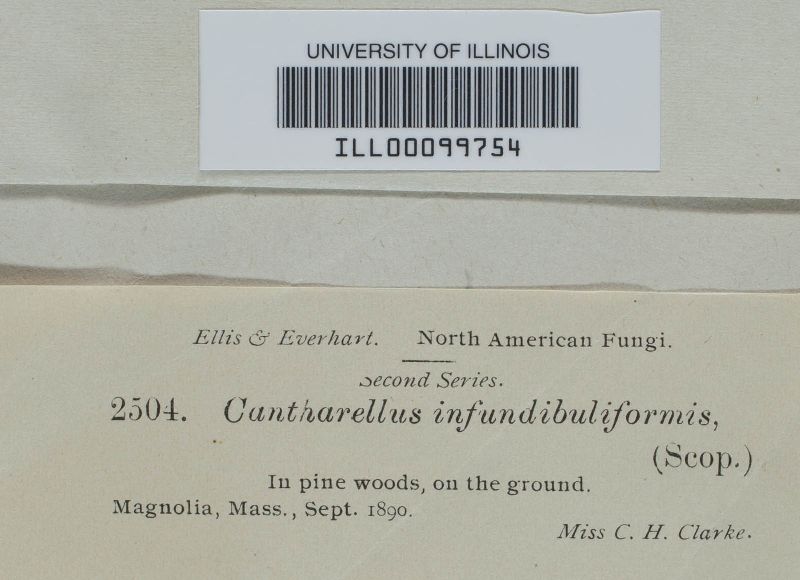 UNIVERSITY OF ILLINOIS
ILL00099754
Ellis & Everhart. North American Fungi.
Second Series.
2504. Cantharellus infundibuliformis,
(Scop.)
In pine woods, on the ground.
Magnolia, Mass., Sept. 1890.
Miss C. H. Clarke.